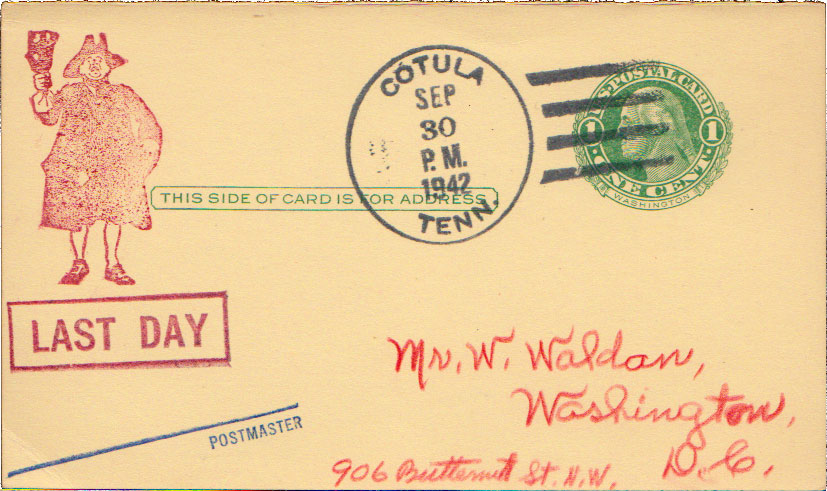 COTULA
SEP
30
P.M.
1942
TENN.
U.S. POSTAL CARD
1 1
ONE CENT
WASHINGTON
THIS SIDE OF CARD IS FOR ADDRESS
LAST DAY
POSTMASTER
Mr. W. Waldan,
Washington,
D.C.
906 Butternut St. N.W.